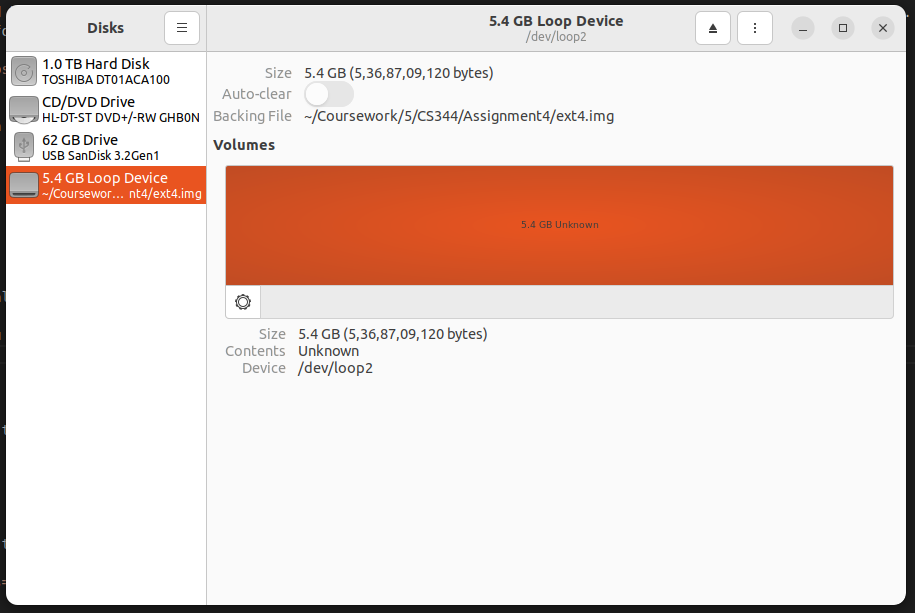 Disks
5.4 GB Loop Device
/dev/loop2
1.0 TB Hard Disk
TOSHIBA DT01ACA100
CD/DVD Drive
HL-DT-ST DVD+/-RW GHB0N
62 GB Drive
USB SanDisk 3.2Gen1
5.4 GB Loop Device
~/Coursewor… nt4/ext4.img
Size 5.4 GB (5,36,87,09,120 bytes)
Auto-clear
Backing File ~/Coursework/5/CS344/Assignment4/ext4.img
Volumes
5.4 GB Unknown
Size 5.4 GB (5,36,87,09,120 bytes)
Contents Unknown
Device /dev/loop2